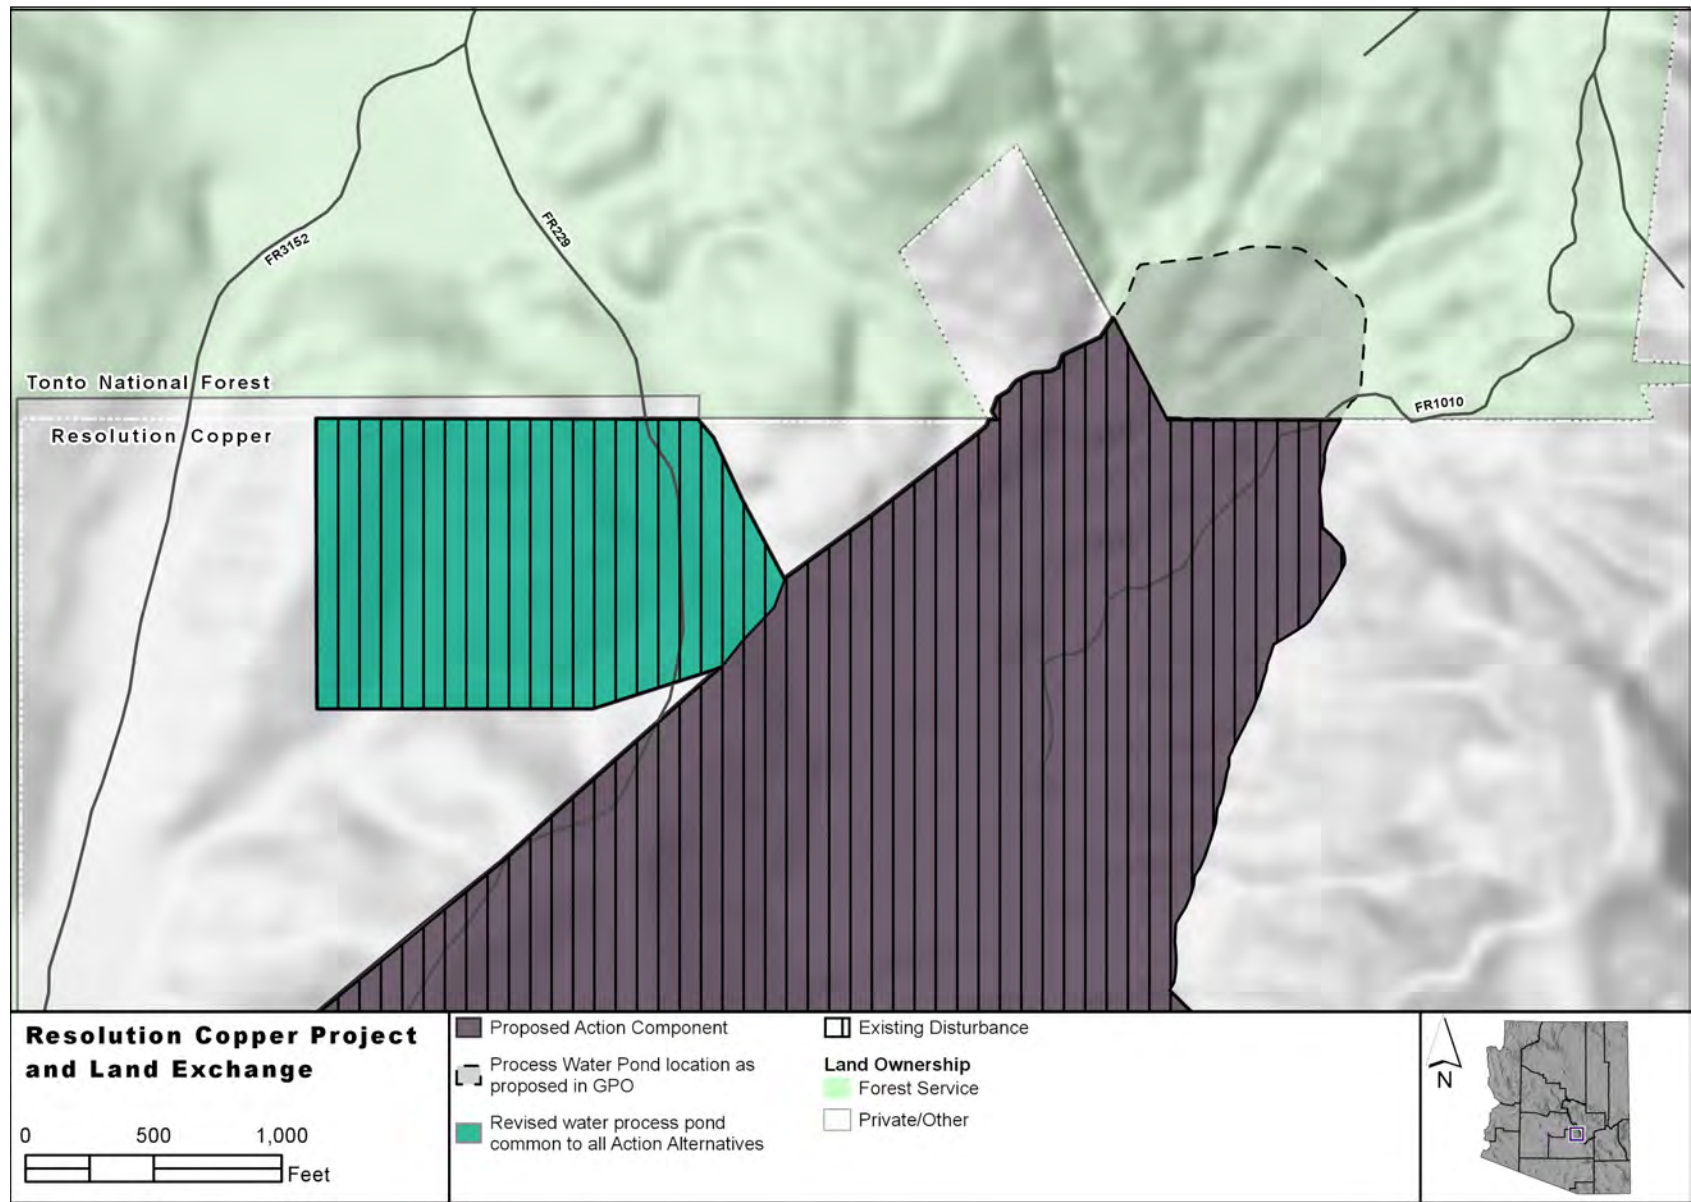 FR3152
FR229
Tonto National Forest
Resolution Copper
FR1010
Resolution Copper Project
and Land Exchange
0 500 1,000
Feet
Proposed Action Component
Process Water Pond location as
proposed in GPO
Revised water process pond
common to all Action Alternatives
Existing Disturbance
Land Ownership
Forest Service
Private/Other
N